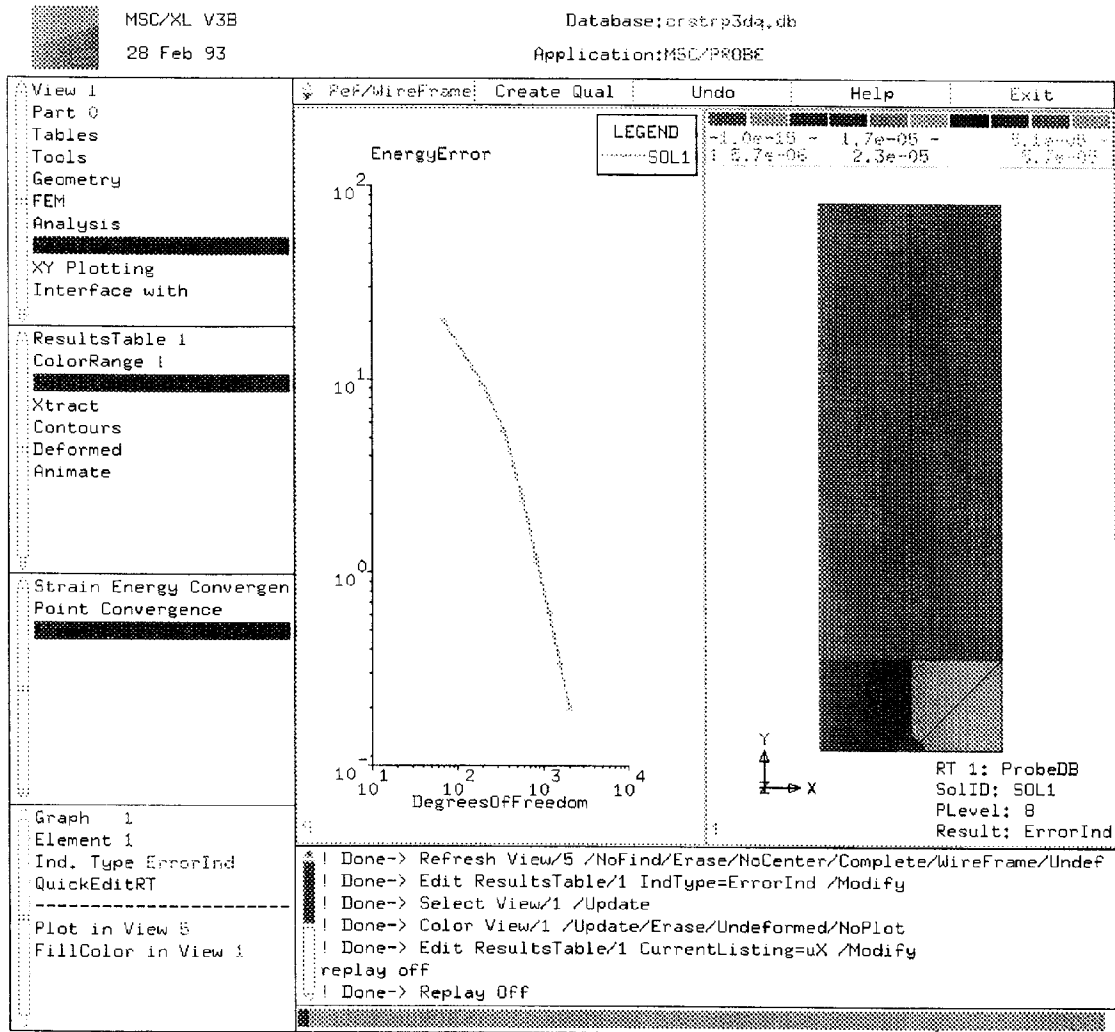 MSC/XL V3B
28 Feb 93
Database:crstrp3dq.db
Application:MSC/PROBE
View 1
Part 0
Tables
Tools
Geometry
FEM
Analysis
XY Plotting
Interface with
ResultsTable 1
ColorRange 1
Xtract
Contours
Deformed
Animate
Strain Energy Convergen
Point Convergence
Graph 1
Element 1
Ind. Type ErrorInd
QuickEditRT
Plot in View 5
FillColor in View 1
Ref/WireFrame Create Qual Undo Help Exit
LEGEND
SOL1
EnergyError
10^2
10^1
10^0
10^-1
10^1 10^2 10^3 10^4
DegreesOfFreedom
-1.0e-15 - 1.7e-05 - 5.1e-05 -
: 5.7e-06 2.3e-05 5.7e-05
Y
Z X
RT 1: ProbeDB
SolID: SOL1
PLevel: 8
Result: ErrorInd
! Done-> Refresh View/5 /NoFind/Erase/NoCenter/Complete/WireFrame/Undef
! Done-> Edit ResultsTable/1 IndType=ErrorInd /Modify
! Done-> Select View/1 /Update
! Done-> Color View/1 /Update/Erase/Undeformed/NoPlot
! Done-> Edit ResultsTable/1 CurrentListing=uX /Modify
replay off
! Done-> Replay Off